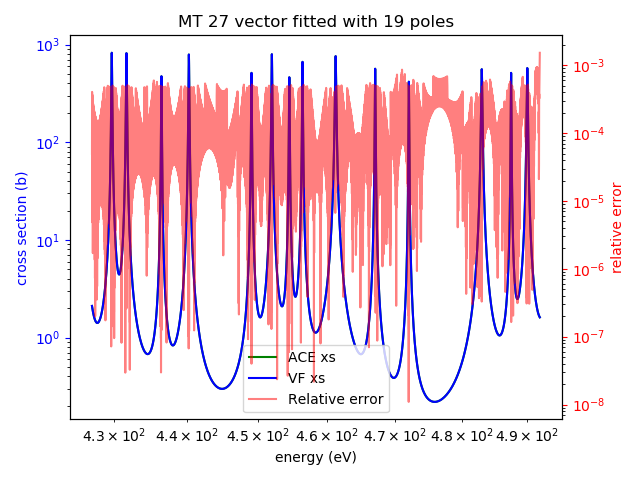 MT 27 vector fitted with 19 poles
10³
10²
10¹
10⁰
cross section (b)
10⁻³
10⁻⁴
10⁻⁵
10⁻⁶
10⁻⁷
10⁻⁸
relative error
ACE xs
VF xs
Relative error
4.3 × 10² 4.4 × 10² 4.5 × 10² 4.6 × 10² 4.7 × 10² 4.8 × 10² 4.9 × 10²
energy (eV)